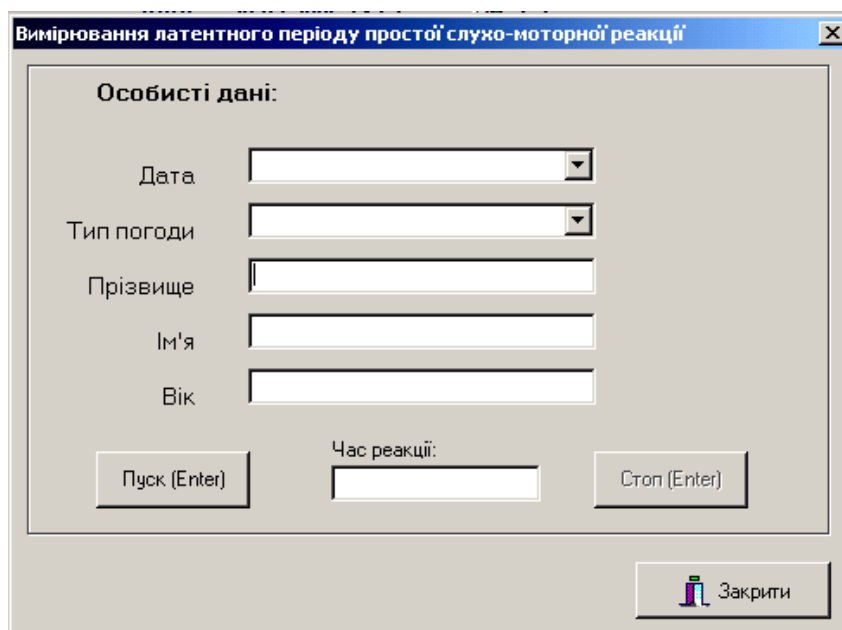 Вимірювання латентного періоду простої слухо-моторної реакції
Особисті дані:
Дата
Тип погоди
Прізвище
Ім'я
Вік
Час реакції:
Пуск (Enter)
Стоп (Enter)
Закрити